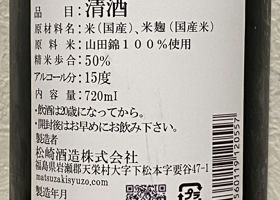 品 目：清酒
原材料名：米（国産）、米麹（国産米）
原 料 米：山田錦１００％使用
精米歩合：50%
アルコール分：15度
内 容 量：720ml
・飲酒は20歳になってから。
・開封後はお早めにお飲み下さい。
製造者
松崎酒造株式会社
福島県岩瀬郡天栄村大字下松本字要谷47-1
matsuzakisyuzo.com
製造年月
560119120557